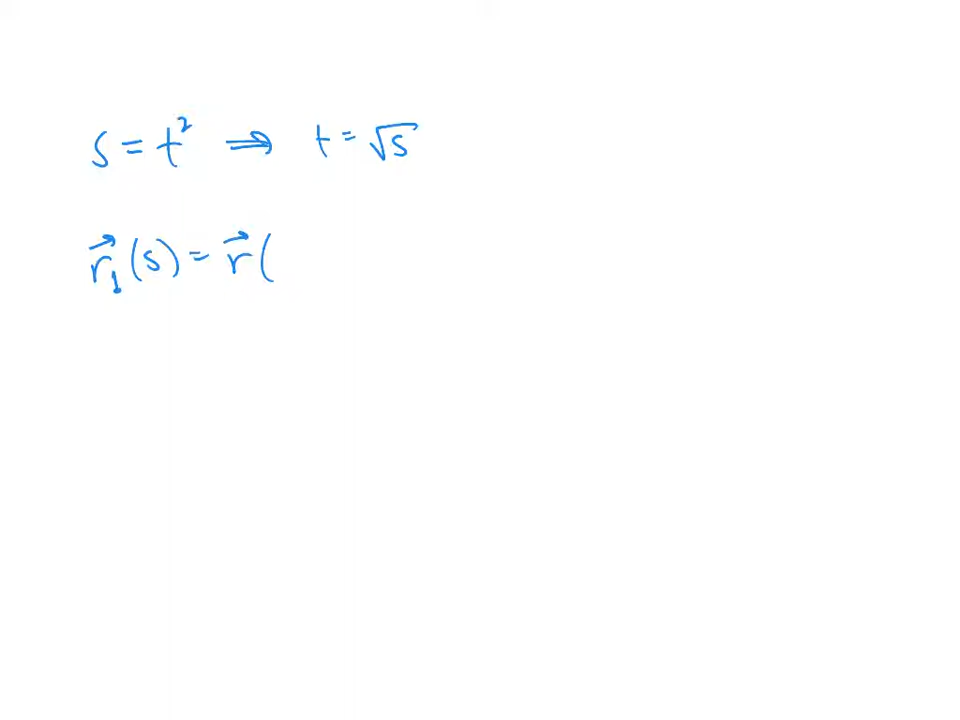 s = t² ⟹ t = √s
r⃗₁(s) = r⃗(